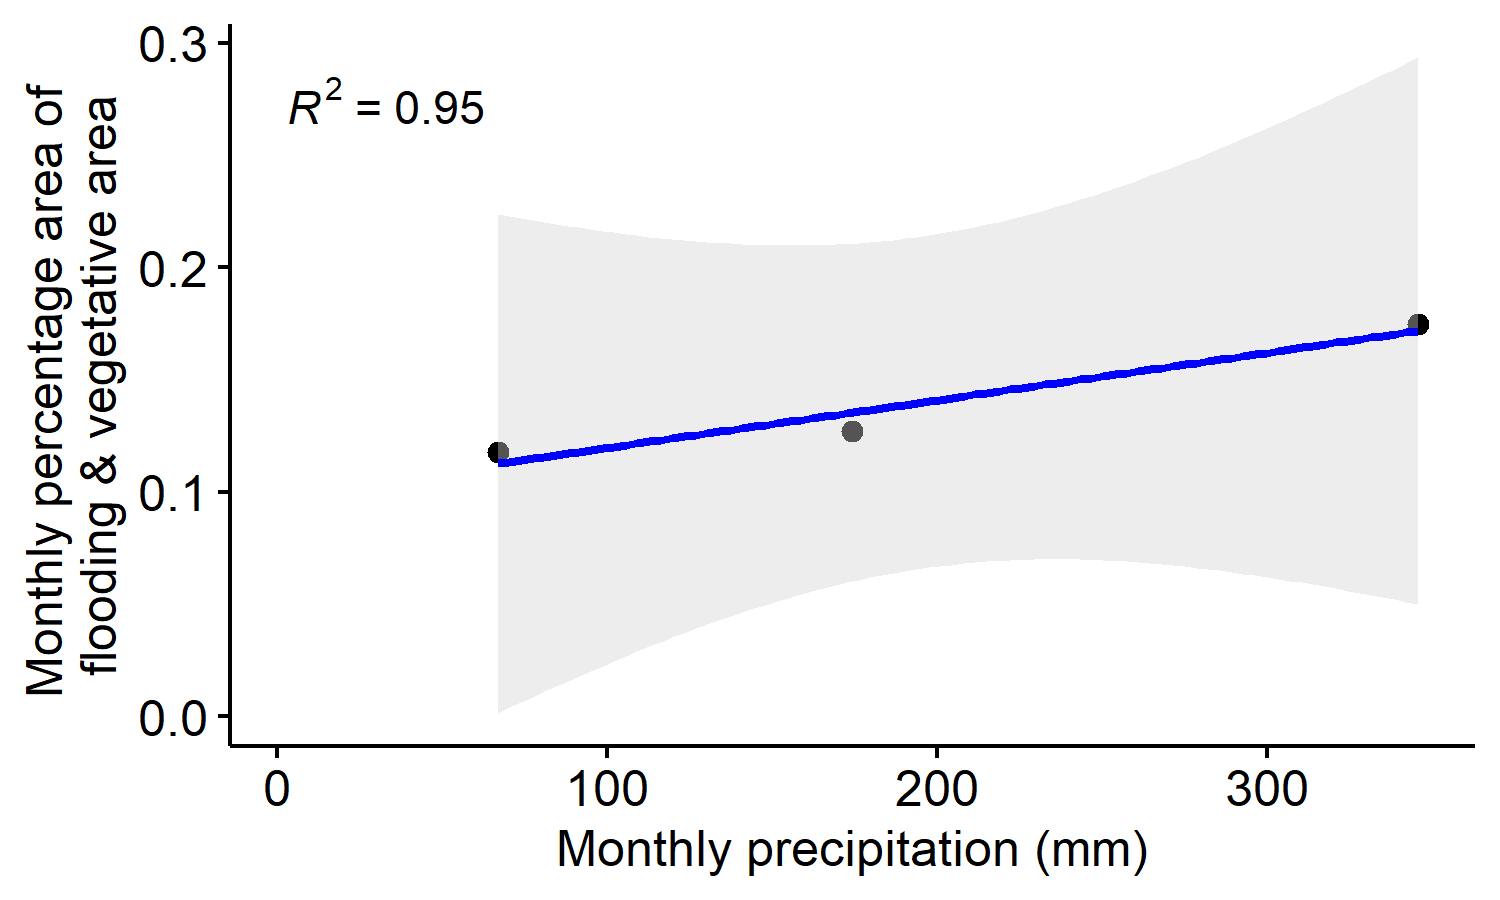 Monthly percentage area of
flooding & vegetative area
0.3
0.2
0.1
0.0
R² = 0.95
0 100 200 300
Monthly precipitation (mm)